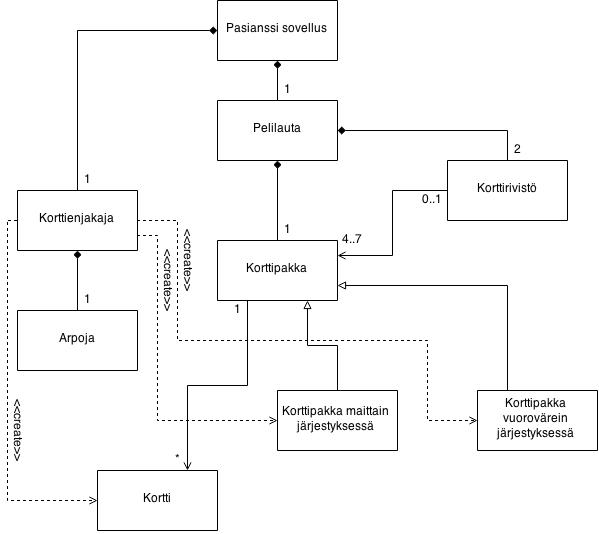 Pasianssi sovellus
1
Pelilauta
1
2
Korttirivistö
0..1
4..7
1
Korttienjakaja
1
Korttipakka
<<create>>
<<create>>
1
1
Arpoja
Korttipakka maittain
järjestyksessä
Korttipakka
vuorovärein
järjestyksessä
<<create>>
*
Kortti